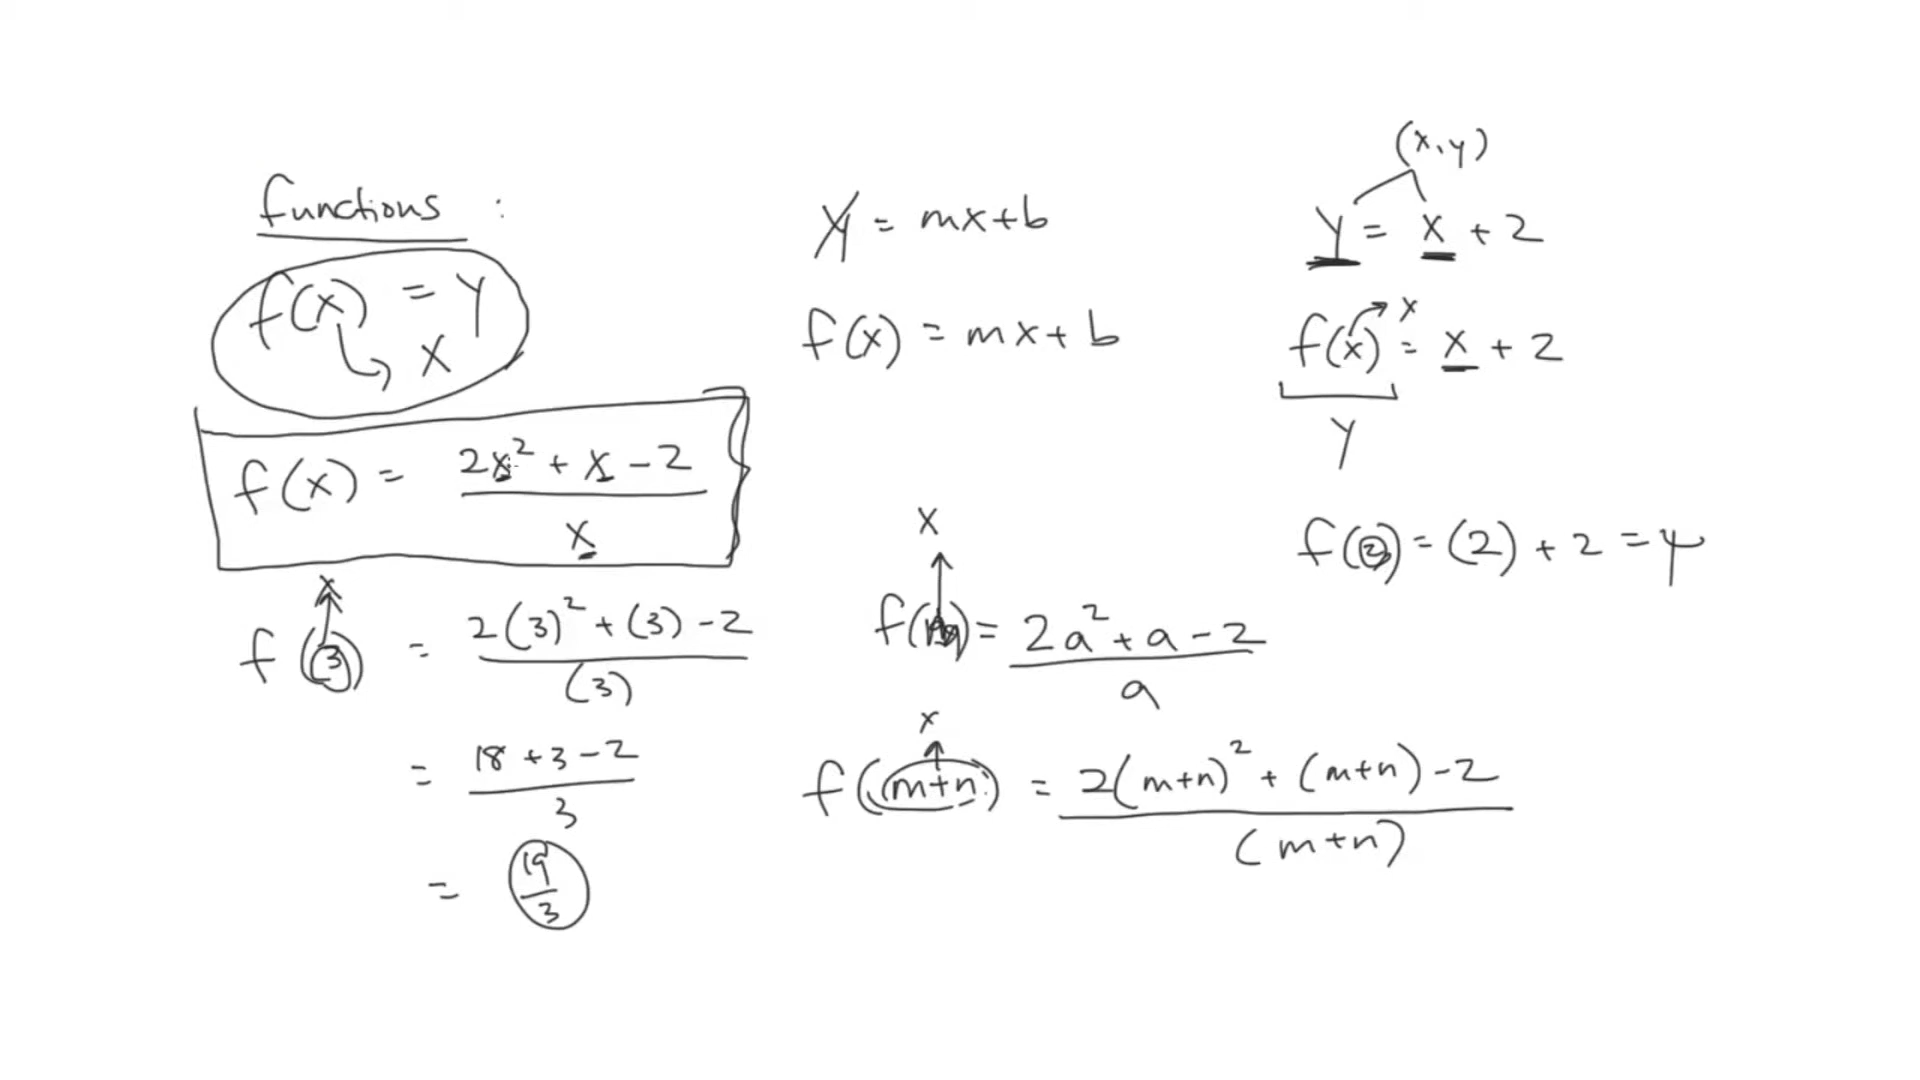 functions :
f(x) = y
x
f(x) = (2x² + x - 2) / x
x
f(3) = (2(3)² + (3) - 2) / (3)
= (18 + 3 - 2) / 3
= 19/3
y = mx+b
f(x) = mx + b
x
f(a) = (2a² + a - 2) / a
x
f(m+n) = (2(m+n)² + (m+n) - 2) / (m+n)
(x, y)
y = x + 2
x
f(x) = x + 2
y
f(2) = (2) + 2 = 4